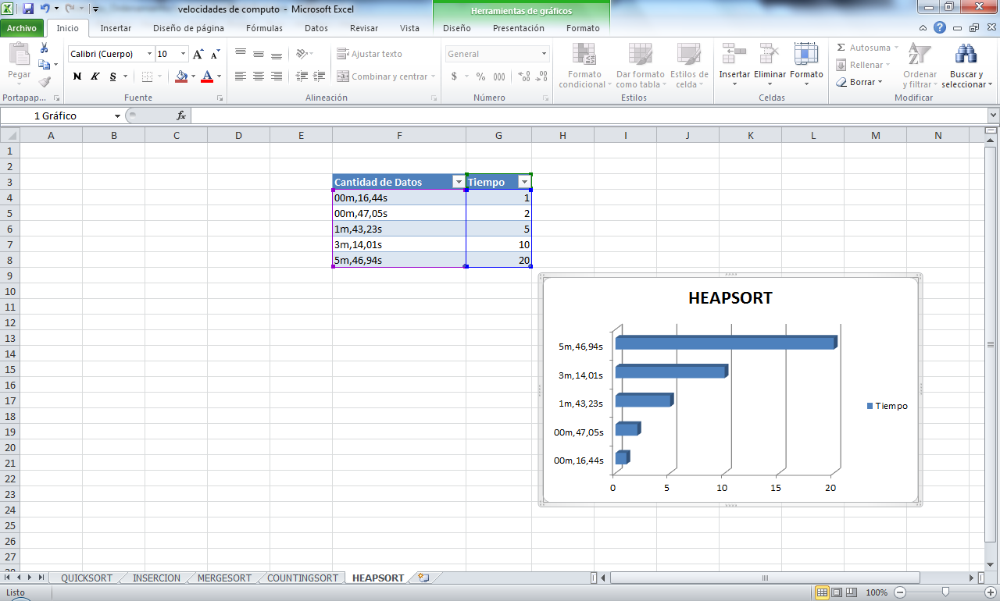 velocidades de computo - Microsoft Excel
Herramientas de gráficos
Archivo Inicio Insertar Diseño de página Fórmulas Datos Revisar Vista Diseño Presentación Formato
Pegar
Portapap...
Calibri (Cuerpo) 10
N K S
Fuente
Ajustar texto
Combinar y centrar
Alineación
General
$ % 000
Número
Formato condicional
Dar formato como tabla
Estilos de celda
Estilos
Insertar Eliminar Formato
Celdas
Autosuma
Rellenar
Borrar
Ordenar y filtrar
Buscar y seleccionar
Modificar
1 Gráfico fx
A B C D E F G H I J K L M N
1
2
3 Cantidad de Datos Tiempo
4 00m,16,44s 1
5 00m,47,05s 2
6 1m,43,23s 5
7 3m,14,01s 10
8 5m,46,94s 20
9
10
11
12
13
14
15
16
17
18
19
20
21
22
23
24
25
26
27
28
HEAPSORT
5m,46,94s
3m,14,01s
1m,43,23s
00m,47,05s
00m,16,44s
0 5 10 15 20
Tiempo
QUICKSORT INSERCION MERGESORT COUNTINGSORT HEAPSORT
Listo 100%